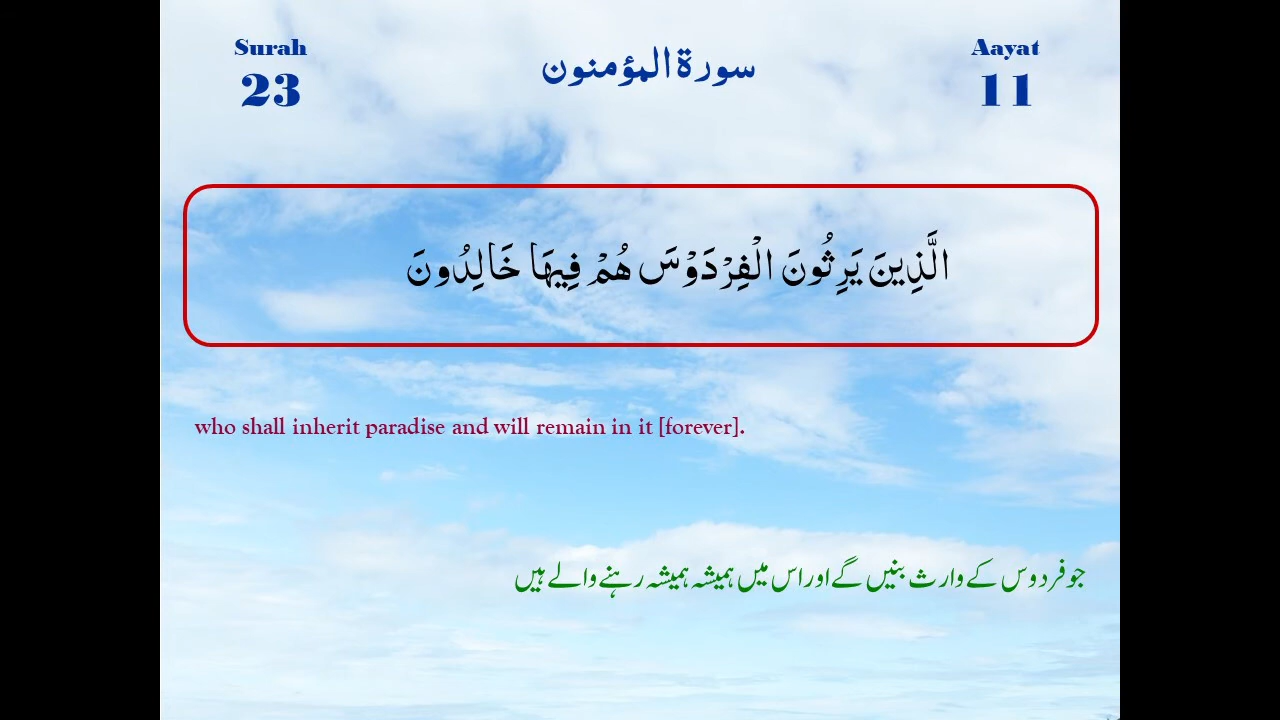 Surah
23
سورة المؤمنون
Aayat
11
الَّذِينَ يَرِثُونَ الْفِرْدَوْسَ هُمْ فِيهَا خَالِدُونَ
who shall inherit paradise and will remain in it [forever].
جو فردوس کے وارث بنیں گے اور اس میں ہمیشہ ہمیشہ رہنے والے ہیں